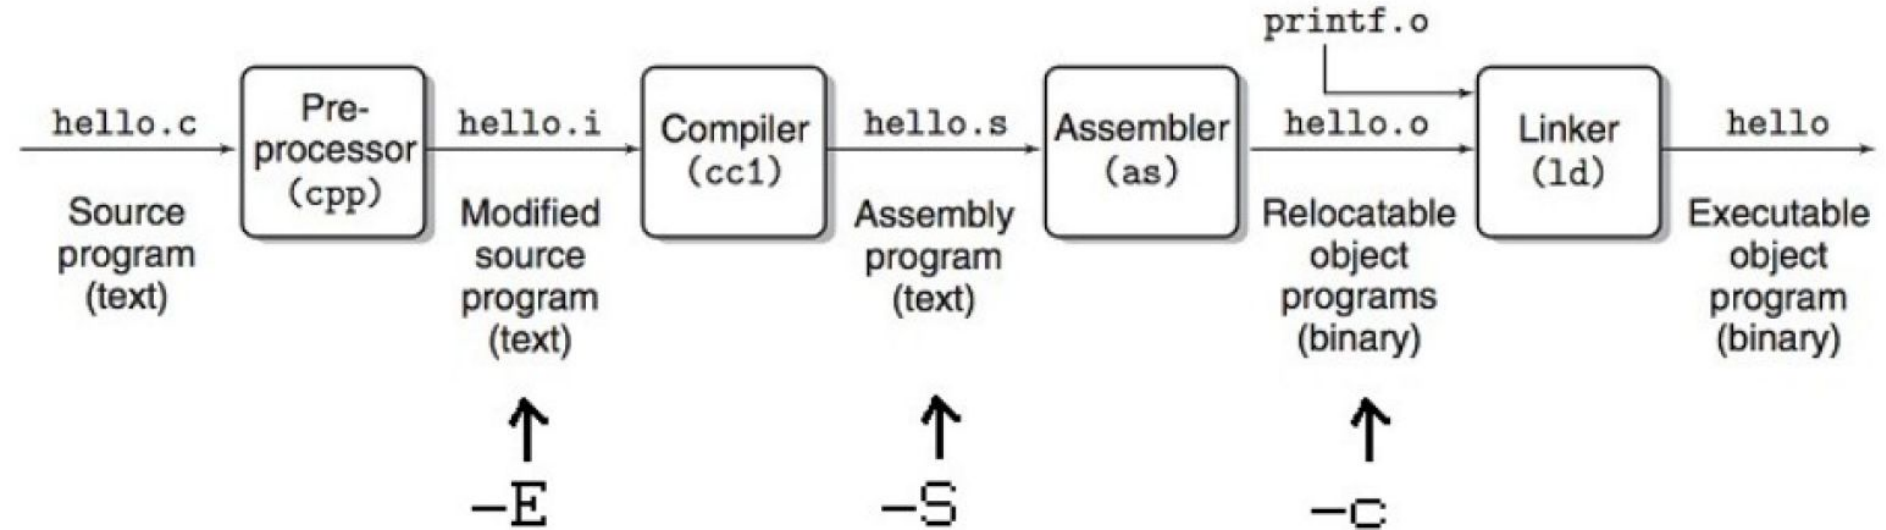 printf.o
hello.c
Pre-
processor
(cpp)
hello.i
Compiler
(cc1)
hello.s
Assembler
(as)
hello.o
Linker
(ld)
hello
Source
program
(text)
Modified
source
program
(text)
Assembly
program
(text)
Relocatable
object
programs
(binary)
Executable
object
program
(binary)
-E
-S
-c